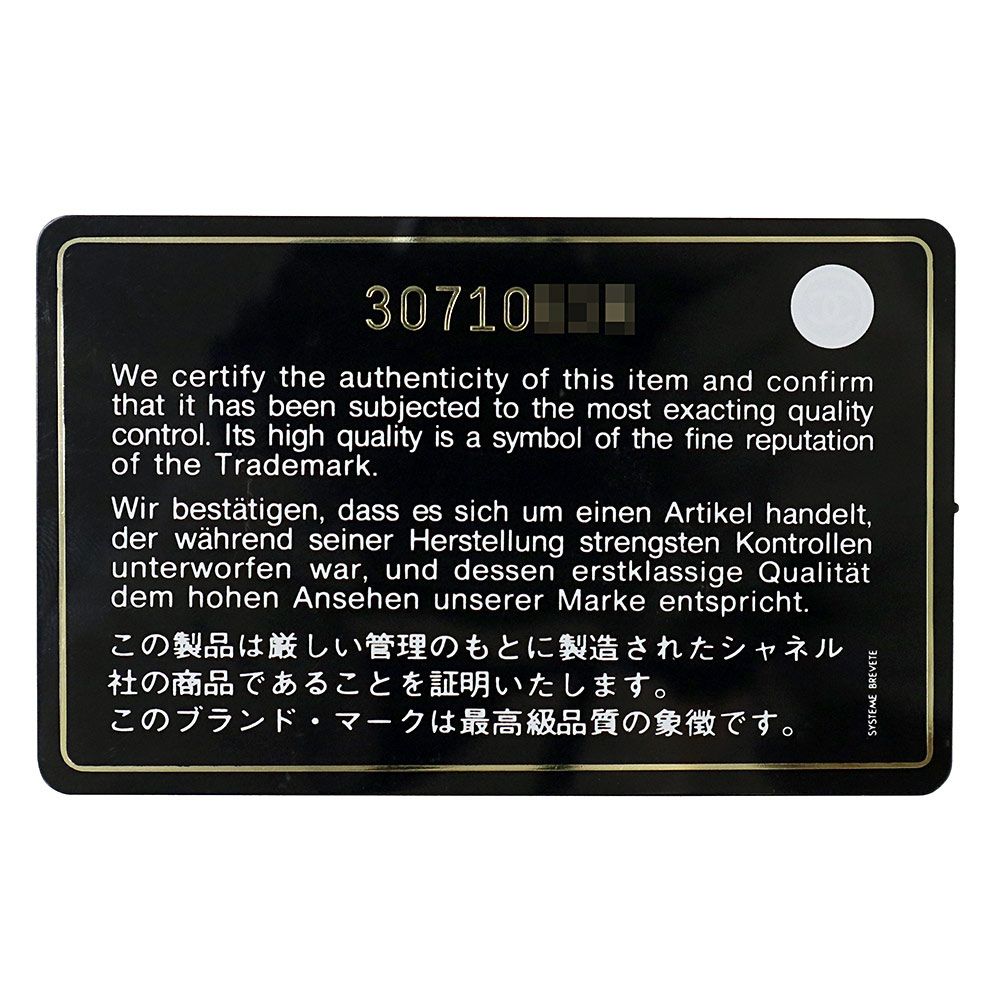 30710
We certify the authenticity of this item and confirm
that it has been subjected to the most exacting quality
control. Its high quality is a symbol of the fine reputation
of the Trademark.
Wir bestätigen, dass es sich um einen Artikel handelt,
der während seiner Herstellung strengsten Kontrollen
unterworfen war, und dessen erstklassige Qualität
dem hohen Ansehen unserer Marke entspricht.
この製品は厳しい管理のもとに製造されたシャネル
社の商品であることを証明いたします。
このブランド・マークは最高級品質の象徴です。
SYSTEME BREVETE